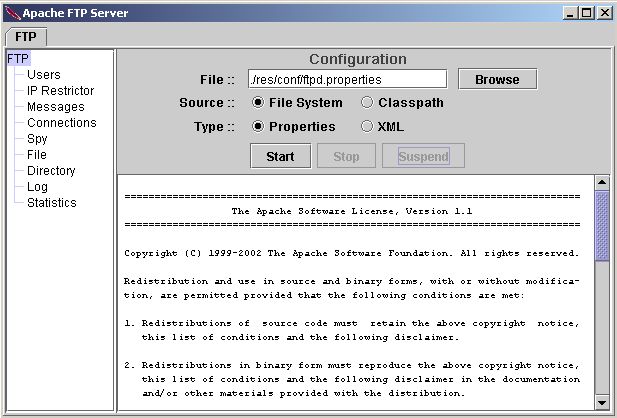 Apache FTP Server
FTP
FTP
Users
IP Restrictor
Messages
Connections
Spy
File
Directory
Log
Statistics
Configuration
File :: ./res/conf/ftpd.properties Browse
Source :: File System Classpath
Type :: Properties XML
Start Stop Suspend
============================================================================
The Apache Software License, Version 1.1
============================================================================
Copyright (C) 1999-2002 The Apache Software Foundation. All rights reserved.
Redistribution and use in source and binary forms, with or without modifica-
tion, are permitted provided that the following conditions are met:
1. Redistributions of source code must retain the above copyright notice,
this list of conditions and the following disclaimer.
2. Redistributions in binary form must reproduce the above copyright notice,
this list of conditions and the following disclaimer in the documentation
and/or other materials provided with the distribution.